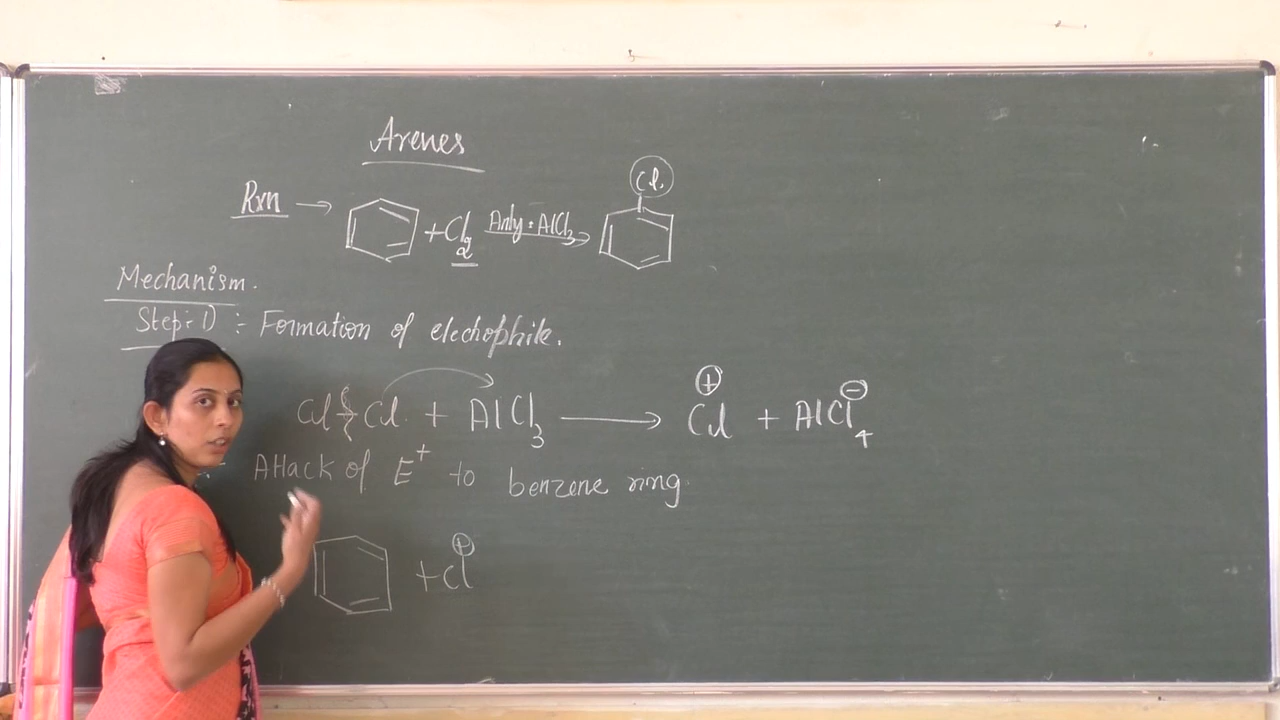 Arenes
Rxn → + Cl2 Anhy : AlCl3 → Cl
Mechanism.
Step:- 1) :- Formation of electrophile.
Cl Cl + AlCl3 → Cl⊕ + AlCl4⊖
Attack of E+ to benzene ring
+ Cl⊕